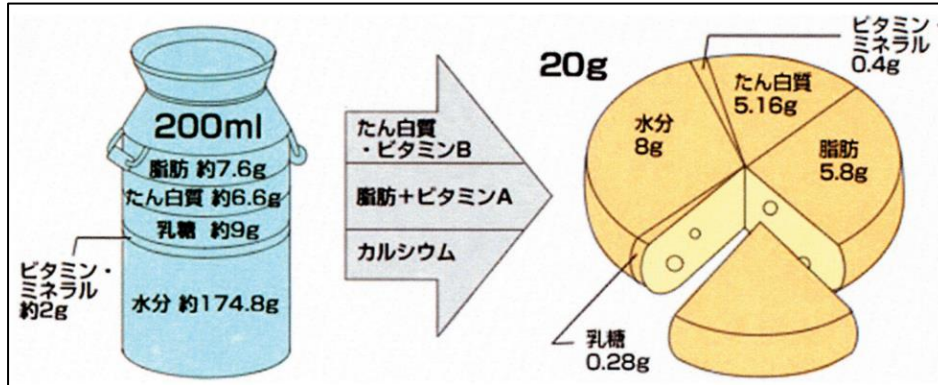 200ml
脂肪 約7.6g
たん白質 約6.6g
乳糖 約9g
ビタミン・
ミネラル
約2g
水分 約174.8g
たん白質
・ビタミンB
脂肪+ビタミンA
カルシウム
20g
ビタミン・
ミネラル
0.4g
たん白質
5.16g
水分
8g
脂肪
5.8g
乳糖
0.28g